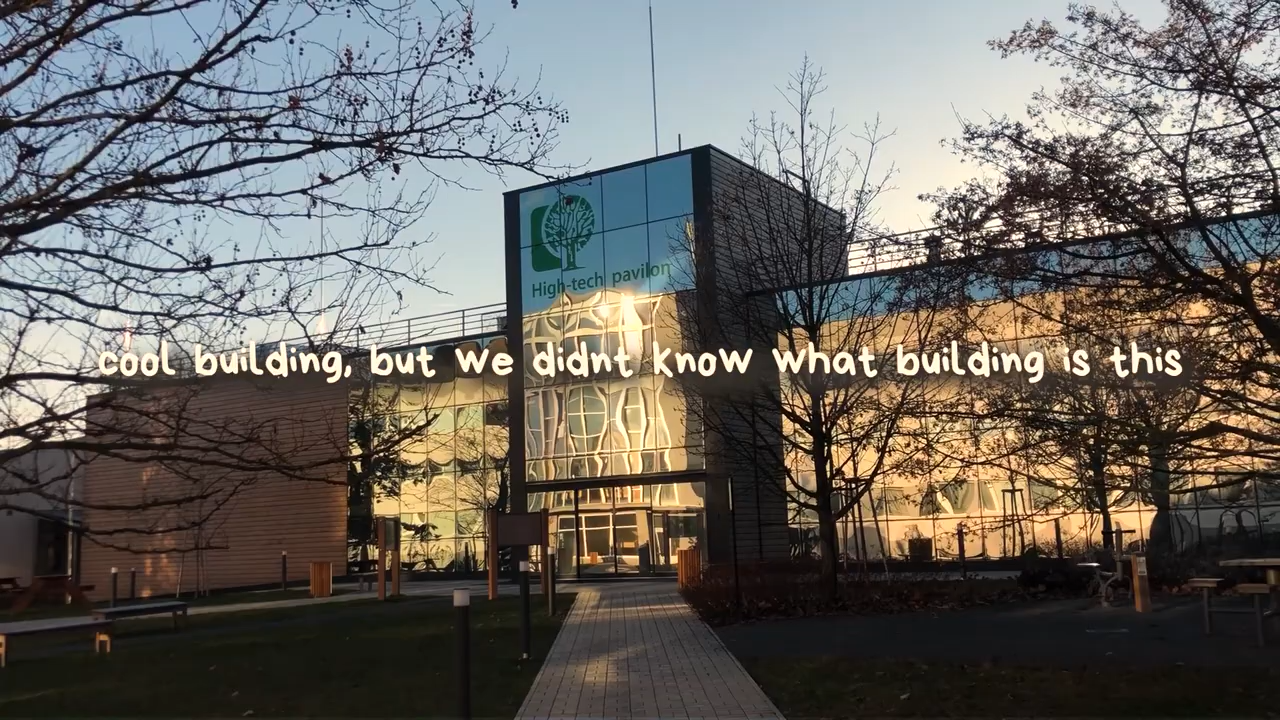 High-tech pavilon
cool building, but we didnt know what building is this